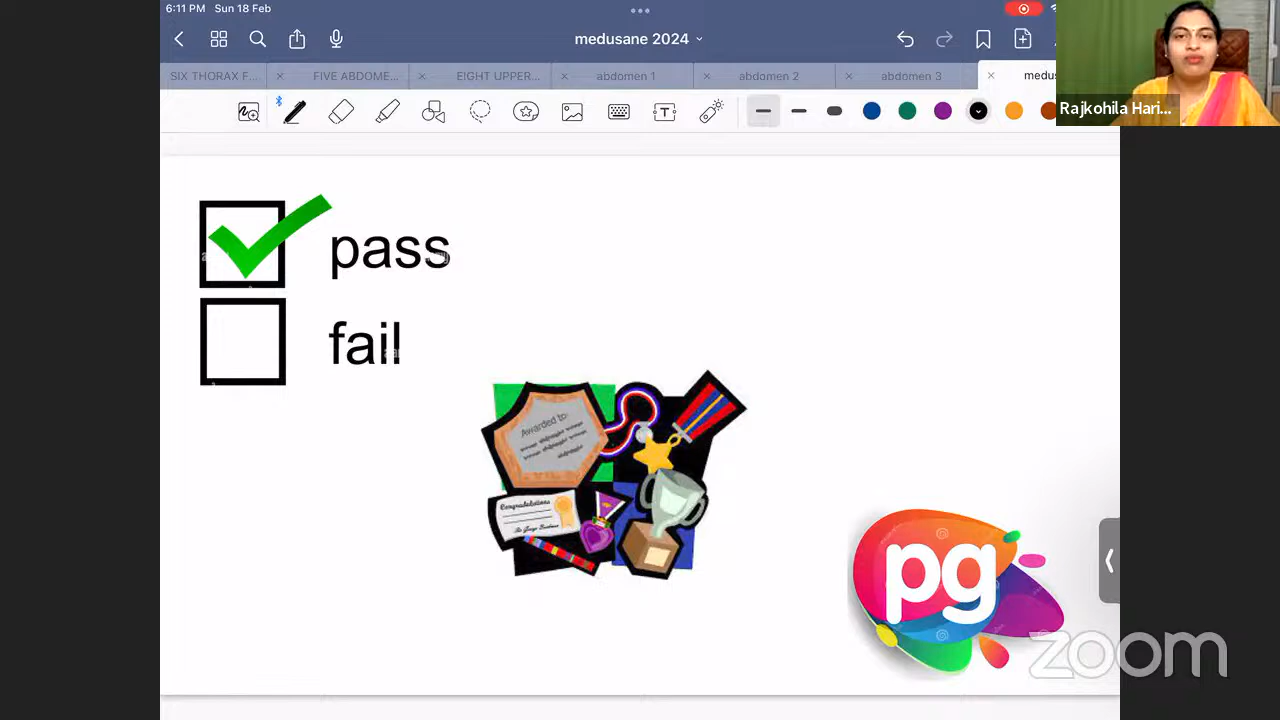 6:11 PM Sun 18 Feb
medusane 2024
SIX THORAX F...
FIVE ABDOME...
EIGHT UPPER...
abdomen 1
abdomen 2
abdomen 3
medus
T
Rajkohila Hari...
pass
fail
Awarded to:
Congratulations
pg
zoom